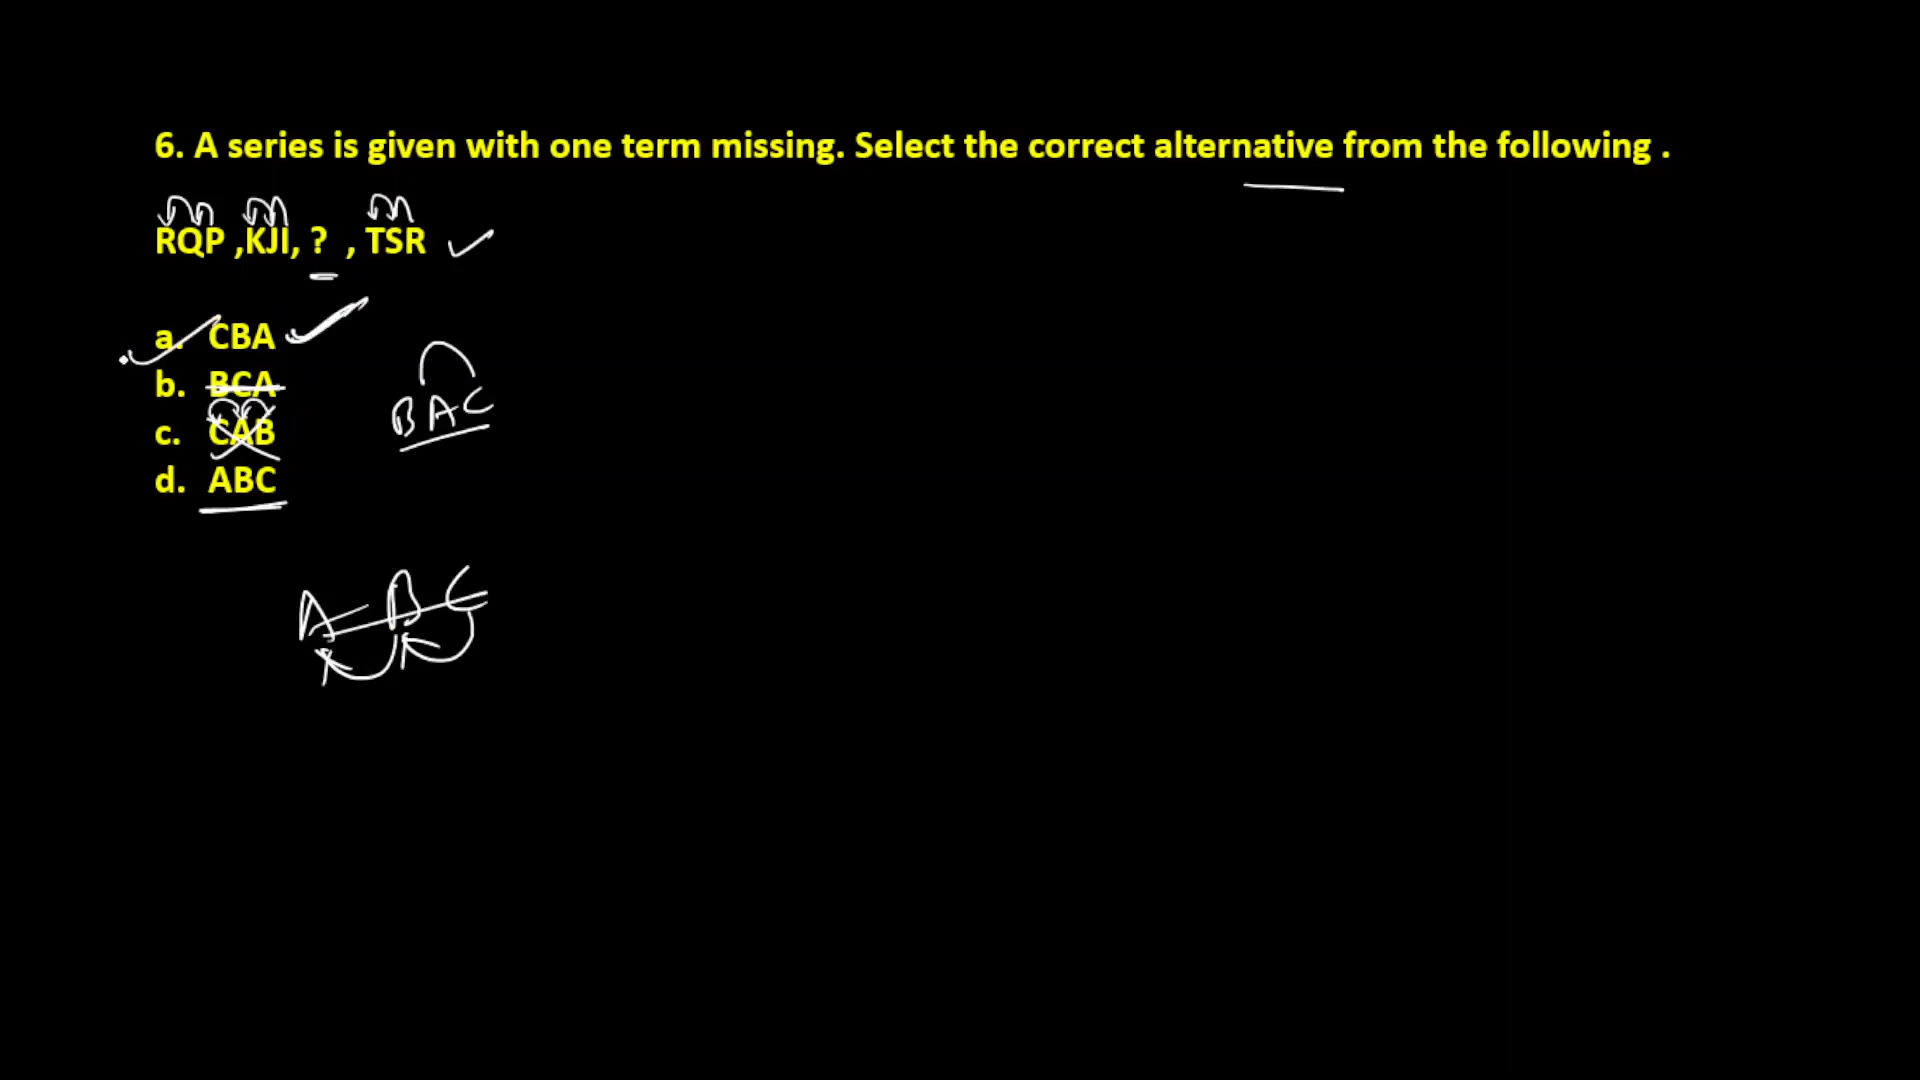 6. A series is given with one term missing. Select the correct alternative from the following .
RQP ,KJI, ? , TSR
a. CBA
b. BCA
c. CAB
d. ABC
BAC
A B C